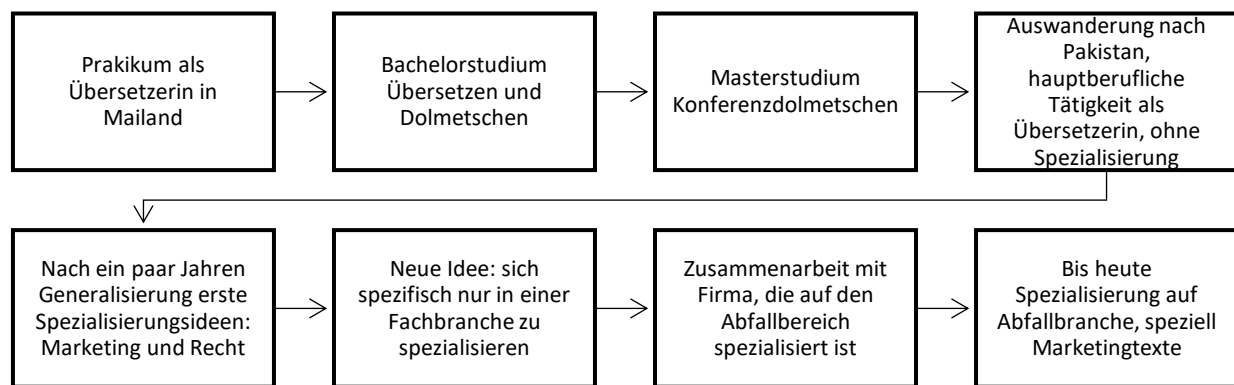 Prakikum als
Übersetzerin in
Mailand
Bachelorstudium
Übersetzen und
Dolmetschen
Masterstudium
Konferenzdolmetschen
Auswanderung nach
Pakistan,
hauptberufliche
Tätigkeit als
Übersetzerin, ohne
Spezialisierung
Nach ein paar Jahren
Generalisierung erste
Spezialisierungsideen:
Marketing und Recht
Neue Idee: sich
spezifisch nur in einer
Fachbranche zu
spezialisieren
Zusammenarbeit mit
Firma, die auf den
Abfallbereich
spezialisiert ist
Bis heute
Spezialisierung auf
Abfallbranche, speziell
Marketingtexte